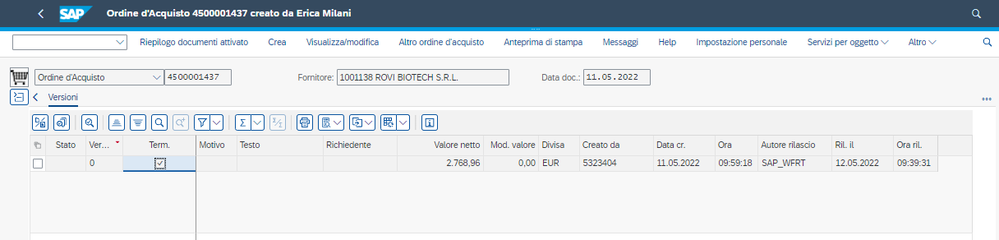 SAP Ordine d'Acquisto 4500001437 creato da Erica Milani
Riepilogo documenti attivato Crea Visualizza/modifica Altro ordine d'acquisto Anteprima di stampa Messaggi Help Impostazione personale Servizi per oggetto Altro
Ordine d'Acquisto 4500001437 Fornitore: 1001138 ROVI BIOTECH S.R.L. Data doc.: 11.05.2022
Versioni
Stato Ver... Term. Motivo Testo Richiedente Valore netto Mod. valore Divisa Creato da Data cr. Ora Autore rilascio Ril. il Ora ril.
0 2.768,96 0,00 EUR 5323404 11.05.2022 09:59:18 SAP_WFRT 12.05.2022 09:39:31